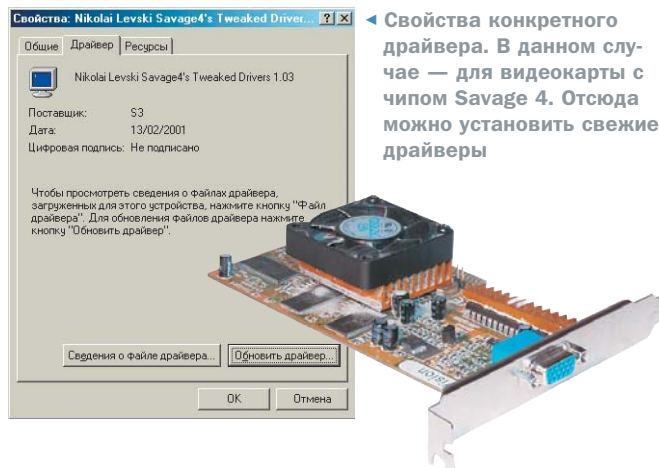 Свойства: Nikolai Levski Savage4's Tweaked Driver...
Общие Драйвер Ресурсы
Nikolai Levski Savage4's Tweaked Drivers 1.03
Поставщик: S3
Дата: 13/02/2001
Цифровая подпись: Не подписано
Чтобы просмотреть сведения о файлах драйвера,
загруженных для этого устройства, нажмите кнопку "Файл
драйвера". Для обновления файлов драйвера нажмите
кнопку "Обновить драйвер".
Сведения о файле драйвера... Обновить драйвер...
OK Отмена
Свойства конкретного
драйвера. В данном слу-
чае — для видеокарты с
чипом Savage 4. Отсюда
можно установить свежие
драйверы